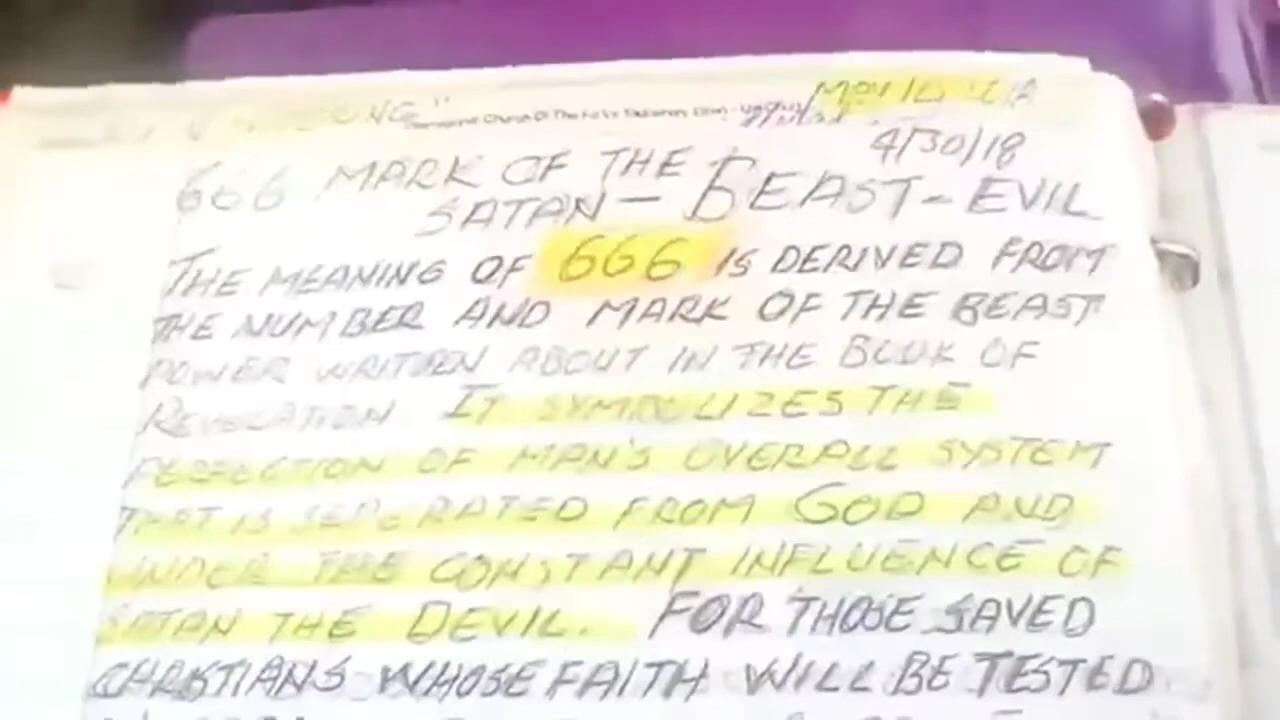 4/30/18
666 MARK OF THE
SATAN - BEAST - EVIL
THE MEANING OF 666 IS DERIVED FROM
THE NUMBER AND MARK OF THE BEAST
POWER WRITTEN ABOUT IN THE BOOK OF
REVELATION. IT SYMBOLIZES THE
PERFECTION OF MAN'S OVERALL SYSTEM
THAT IS SEPERATED FROM GOD AND
UNDER THE CONSTANT INFLUENCE OF
SATAN THE DEVIL. FOR THOSE SAVED
CHRISTIANS WHOSE FAITH WILL BE TESTED